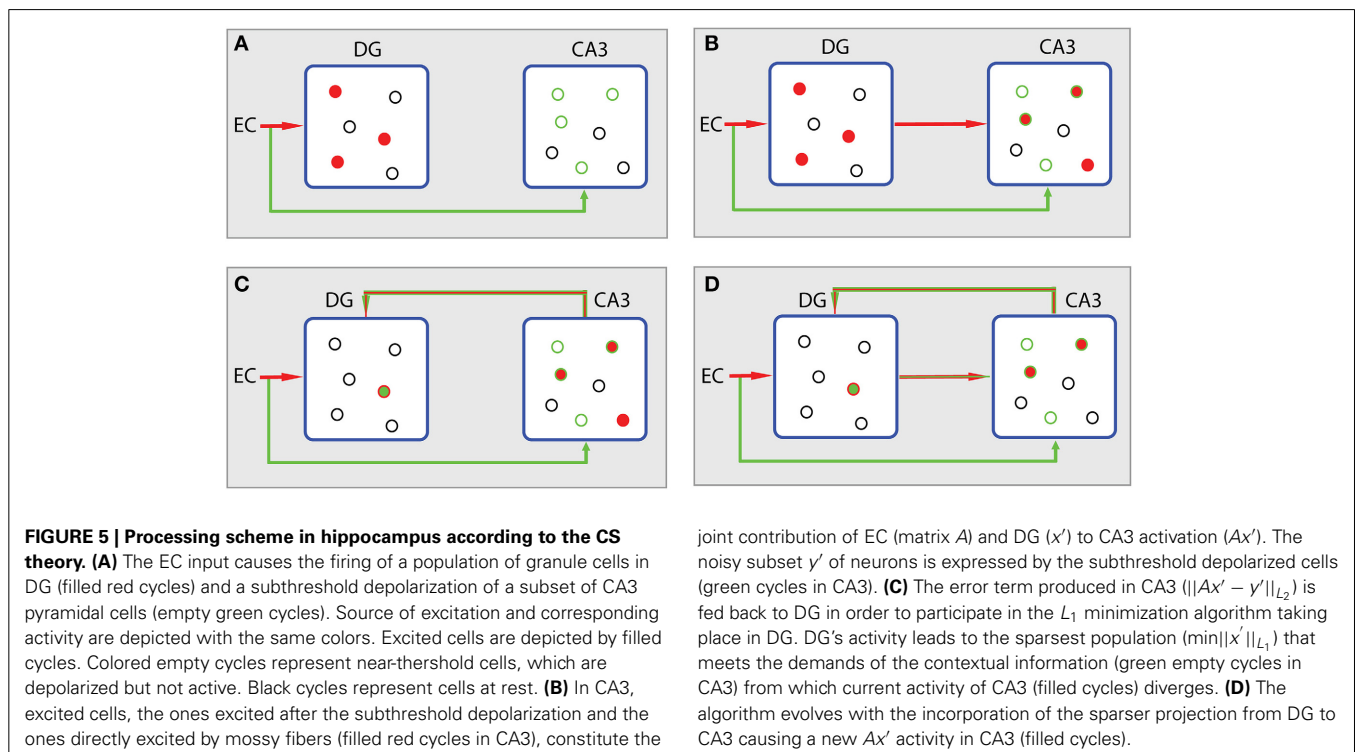 A
DG
CA3
EC
B
DG
CA3
EC
C
DG
CA3
EC
D
DG
CA3
EC
FIGURE 5 | Processing scheme in hippocampus according to the CS
theory. (A) The EC input causes the firing of a population of granule cells in
DG (filled red cycles) and a subthreshold depolarization of a subset of CA3
pyramidal cells (empty green cycles). Source of excitation and corresponding
activity are depicted with the same colors. Excited cells are depicted by filled
cycles. Colored empty cycles represent near-thershold cells, which are
depolarized but not active. Black cycles represent cells at rest. (B) In CA3,
excited cells, the ones excited after the subthreshold depolarization and the
ones directly excited by mossy fibers (filled red cycles in CA3), constitute the
joint contribution of EC (matrix A) and DG (x′) to CA3 activation (Ax′). The
noisy subset y′ of neurons is expressed by the subthreshold depolarized cells
(green cycles in CA3). (C) The error term produced in CA3 (||Ax′ − y′||L2) is
fed back to DG in order to participate in the L1 minimization algorithm taking
place in DG. DG's activity leads to the sparsest population (min||x′||L1) that
meets the demands of the contextual information (green empty cycles in
CA3) from which current activity of CA3 (filled cycles) diverges. (D) The
algorithm evolves with the incorporation of the sparser projection from DG to
CA3 causing a new Ax′ activity in CA3 (filled cycles).